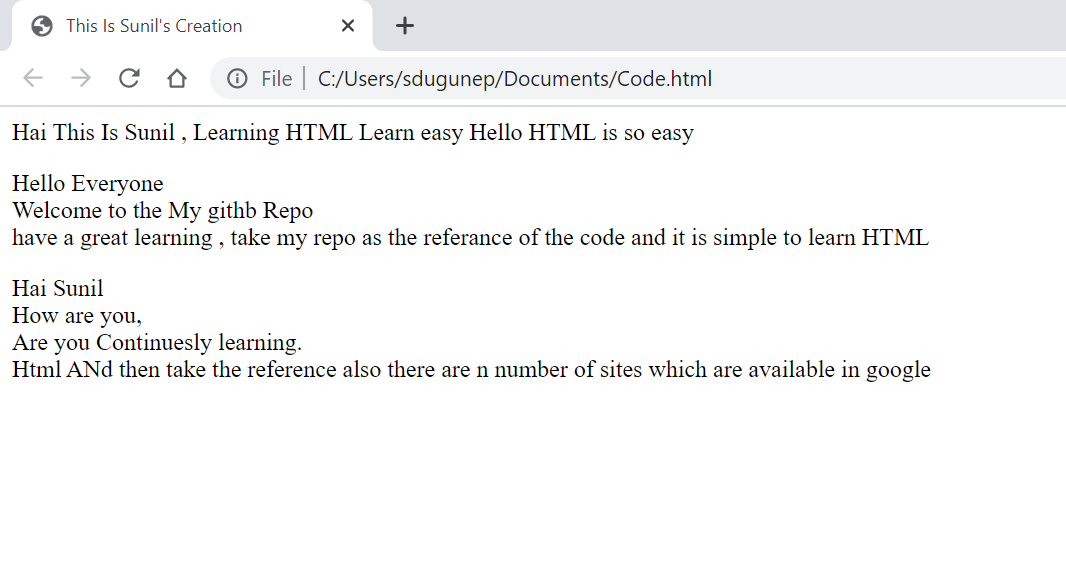 This Is Sunil's Creation
File | C:/Users/sdugunep/Documents/Code.html
Hai This Is Sunil , Learning HTML Learn easy Hello HTML is so easy
Hello Everyone
Welcome to the My githb Repo
have a great learning , take my repo as the referance of the code and it is simple to learn HTML
Hai Sunil
How are you,
Are you Continuesly learning.
Html ANd then take the reference also there are n number of sites which are available in google